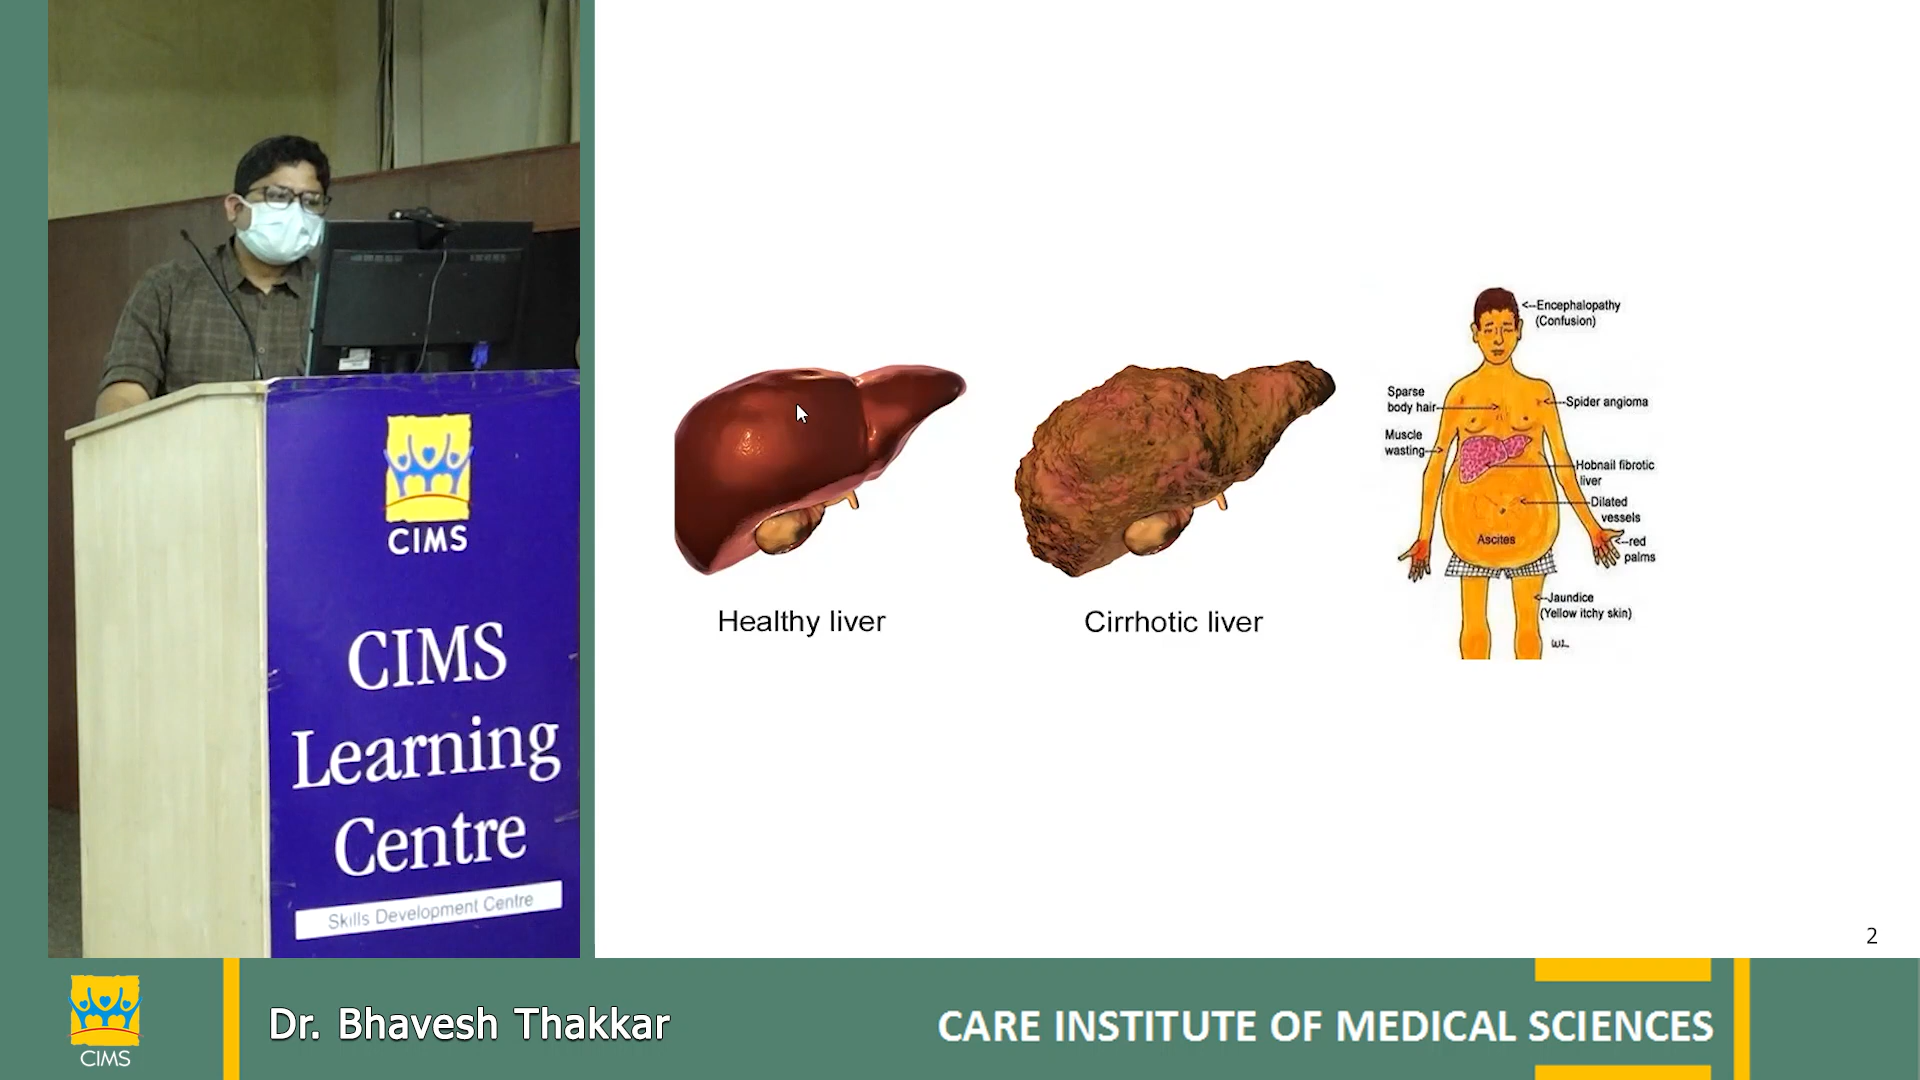 CIMS
CIMS
Learning
Centre
Skills Development Centre
<--Encephalopathy
(Confusion)
Sparse
body hair
<--Spider angioma
Muscle
wasting-->
Hobnail fibrotic
liver
Dilated
vessels
Ascites
<--red
palms
<--Jaundice
(Yellow itchy skin)
Healthy liver
Cirrhotic liver
2
CIMS
Dr. Bhavesh Thakkar
CARE INSTITUTE OF MEDICAL SCIENCES